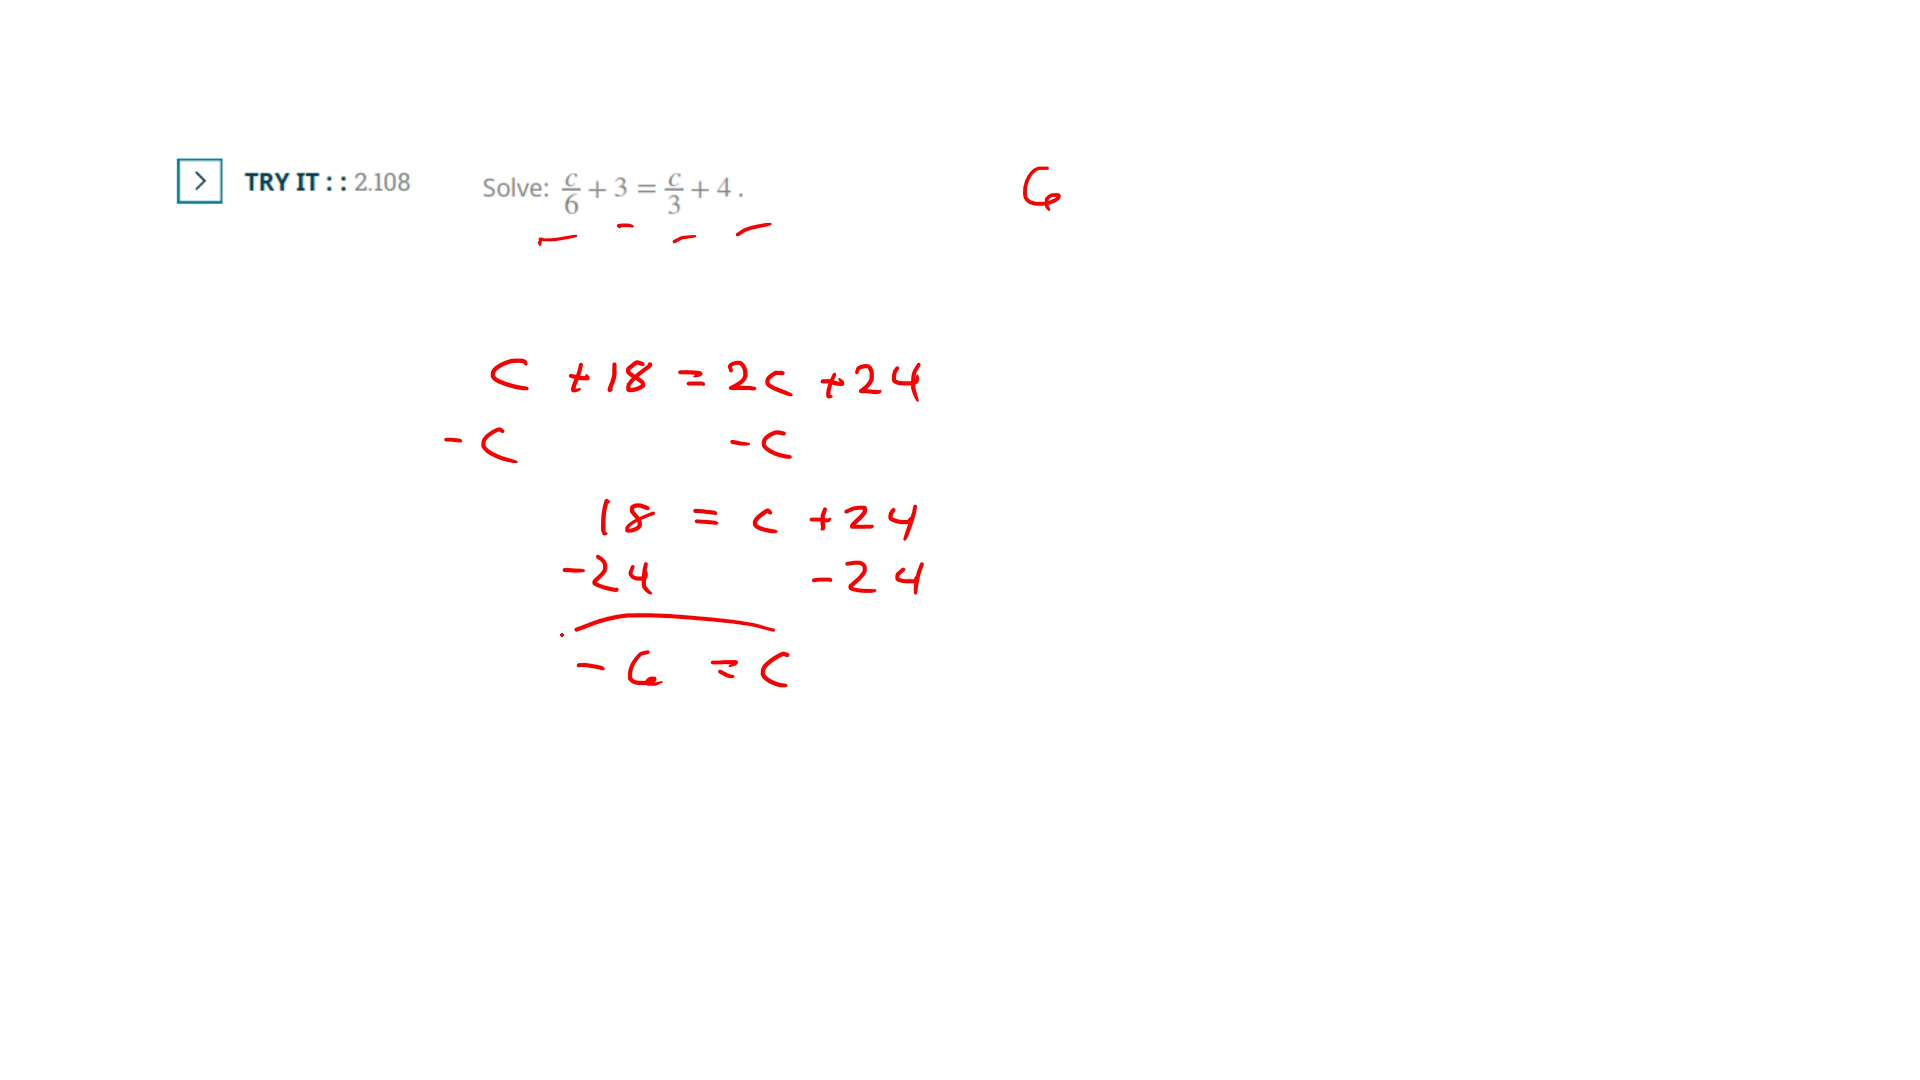 > TRY IT : : 2.108 Solve: c/6 + 3 = c/3 + 4 . 6
c + 18 = 2c + 24
- c - c
18 = c + 24
- 24 - 24
- 6 = c